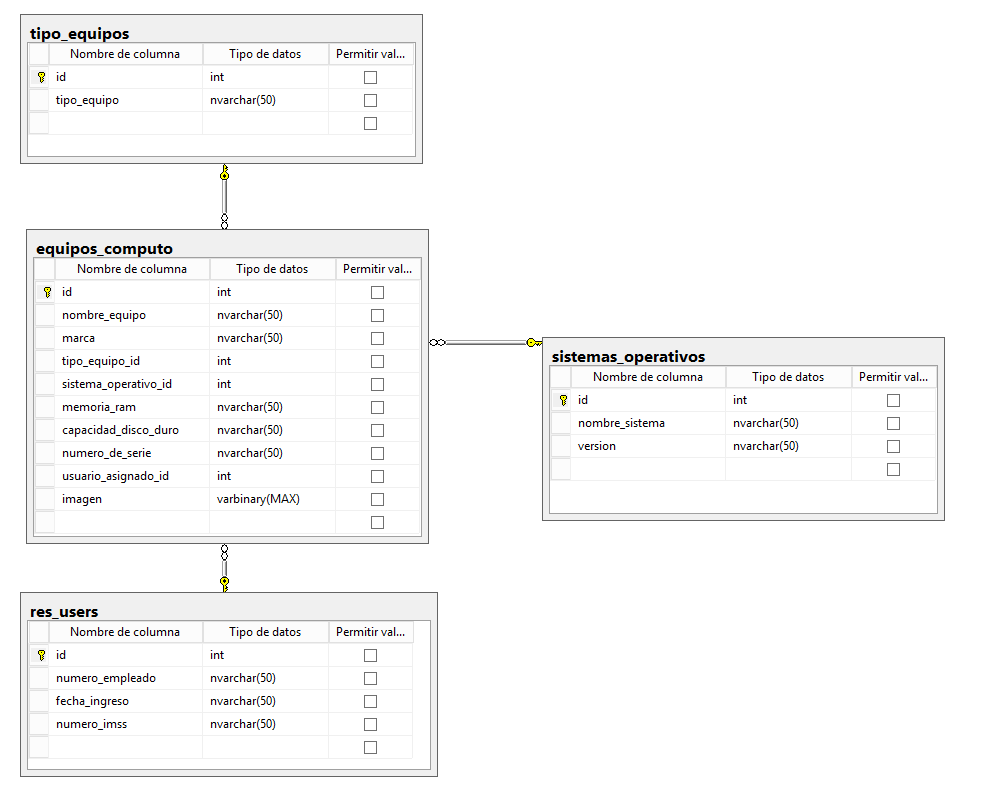 tipo_equipos
Nombre de columna Tipo de datos Permitir val...
id int
tipo_equipo nvarchar(50)
equipos_computo
Nombre de columna Tipo de datos Permitir val...
id int
nombre_equipo nvarchar(50)
marca nvarchar(50)
tipo_equipo_id int
sistema_operativo_id int
memoria_ram nvarchar(50)
capacidad_disco_duro nvarchar(50)
numero_de_serie nvarchar(50)
usuario_asignado_id int
imagen varbinary(MAX)
sistemas_operativos
Nombre de columna Tipo de datos Permitir val...
id int
nombre_sistema nvarchar(50)
version nvarchar(50)
res_users
Nombre de columna Tipo de datos Permitir val...
id int
numero_empleado nvarchar(50)
fecha_ingreso nvarchar(50)
numero_imss nvarchar(50)